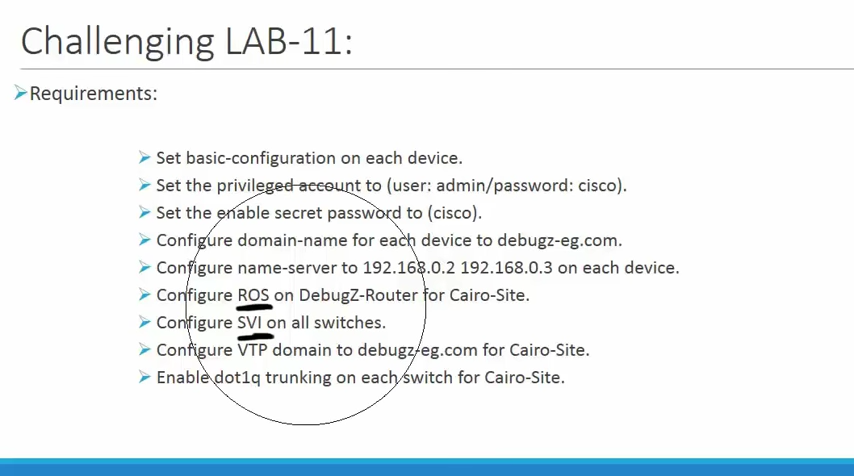 Challenging LAB-11:
Requirements:
Set basic-configuration on each device.
Set the privileged account to (user: admin/password: cisco).
Set the enable secret password to (cisco).
Configure domain-name for each device to debugz-eg.com.
Configure name-server to 192.168.0.2 192.168.0.3 on each device.
Configure ROS on DebugZ-Router for Cairo-Site.
Configure SVI on all switches.
Configure VTP domain to debugz-eg.com for Cairo-Site.
Enable dot1q trunking on each switch for Cairo-Site.